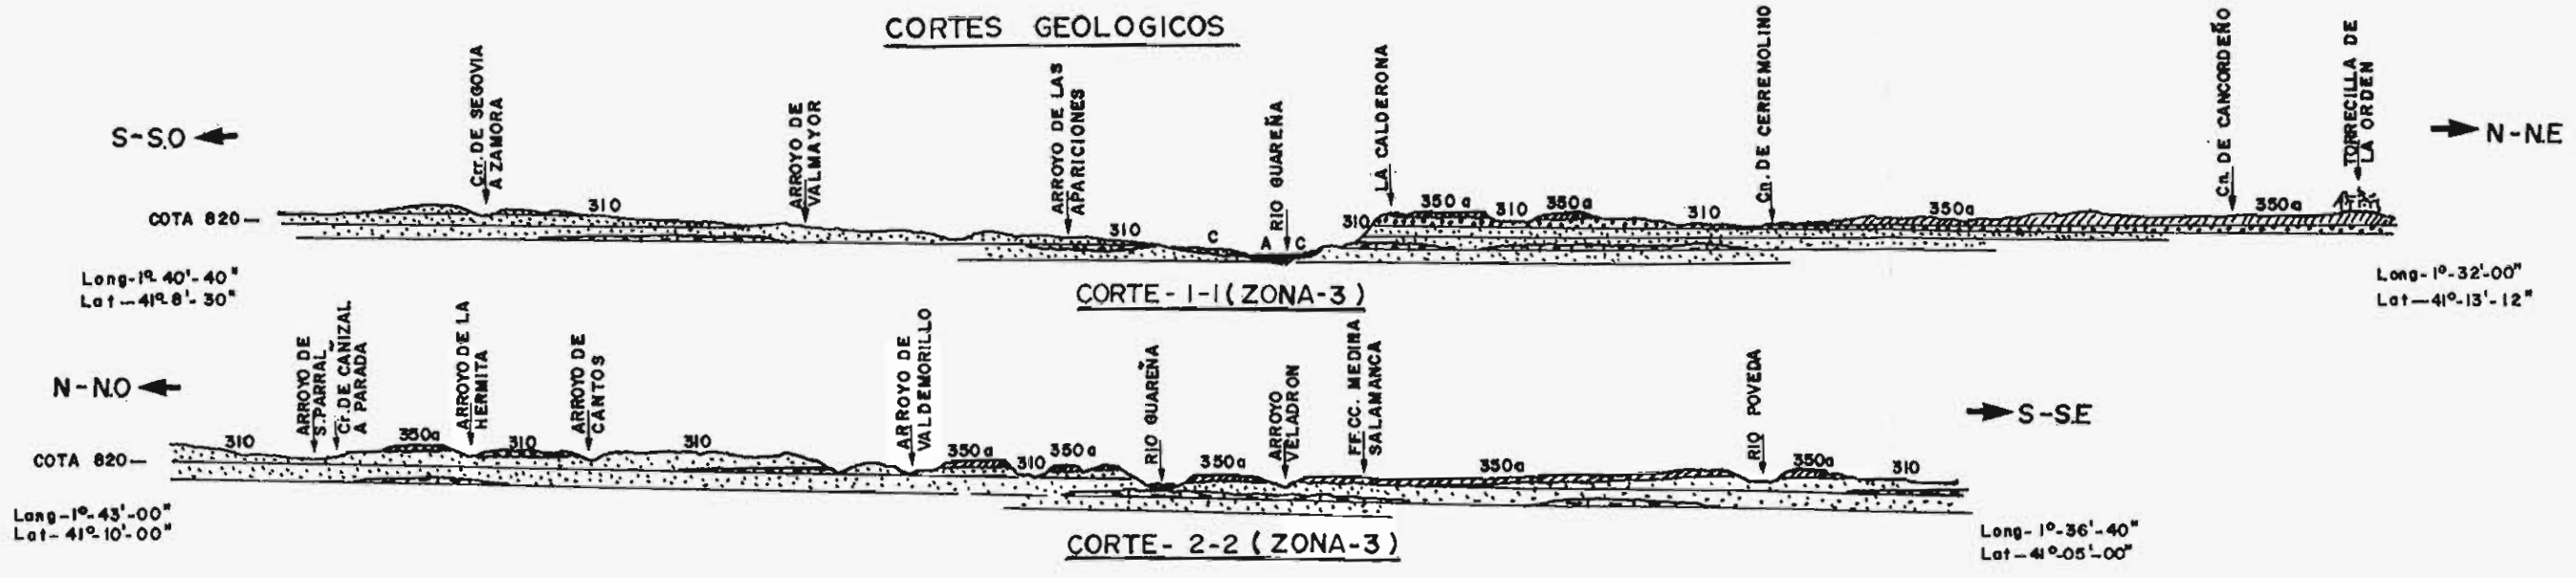 CORTES GEOLOGICOS
S-S.O
N-N.E
Crr. DE SEGOVIA
A ZAMORA
ARROYO DE
VALMAYOR
ARROYO DE LAS
APARICIONES
RIO GUAREÑA
LA CALDERONA
Cn. DE CERREMOLINO
Cn. DE CANCORDEÑO
TORRECILLA DE
LA ORDEN
COTA 820
310
310
C
A
C
310
350a
310
350a
310
350a
350a
Long-1º-40'-40"
Lat-41º-8'-30"
Long-1º-32'-00"
Lat-41º-13'-12"
CORTE-1-1 (ZONA-3)
N-N.O
S-S.E
ARROYO DE
S.PARRAL
Cr. DE CAÑIZAL
A PARADA
ARROYO DE LA
HERMITA
ARROYO DE
CANTOS
ARROYO DE
VALDEMORILLO
RIO GUAREÑA
ARROYO
VELADRON
FF.CC. MEDINA
SALAMANCA
RIO POVEDA
COTA 820
310
350a
310
310
350a
310
350a
350a
350a
350a
310
Long-1º-43'-00"
Lat-41º-10'-00"
Long-1º-36'-40"
Lat-41º-05'-00"
CORTE-2-2 (ZONA-3)